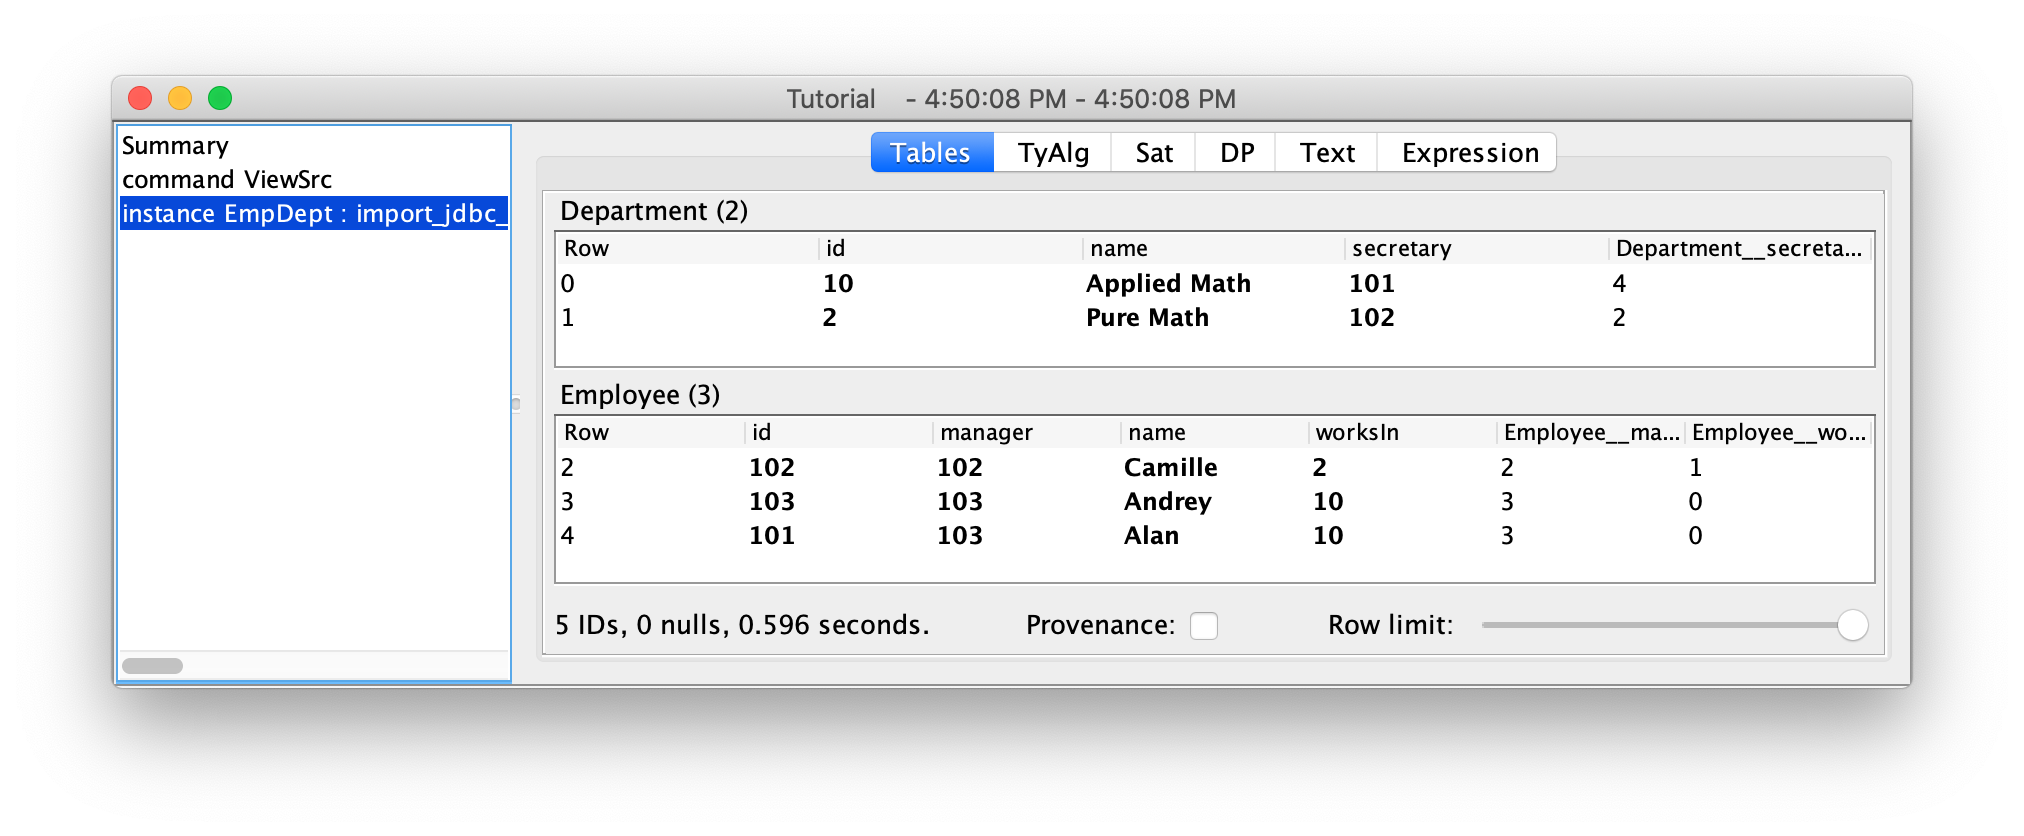 Tutorial - 4:50:08 PM - 4:50:08 PM
Summary
command ViewSrc
instance EmpDept : import_jdbc_
Tables TyAlg Sat DP Text Expression
Department (2)
Row id name secretary Department__secreta...
0 10 Applied Math 101 4
1 2 Pure Math 102 2
Employee (3)
Row id manager name worksIn Employee__ma... Employee__wo...
2 102 102 Camille 2 2 1
3 103 103 Andrey 10 3 0
4 101 103 Alan 10 3 0
5 IDs, 0 nulls, 0.596 seconds. Provenance: Row limit: